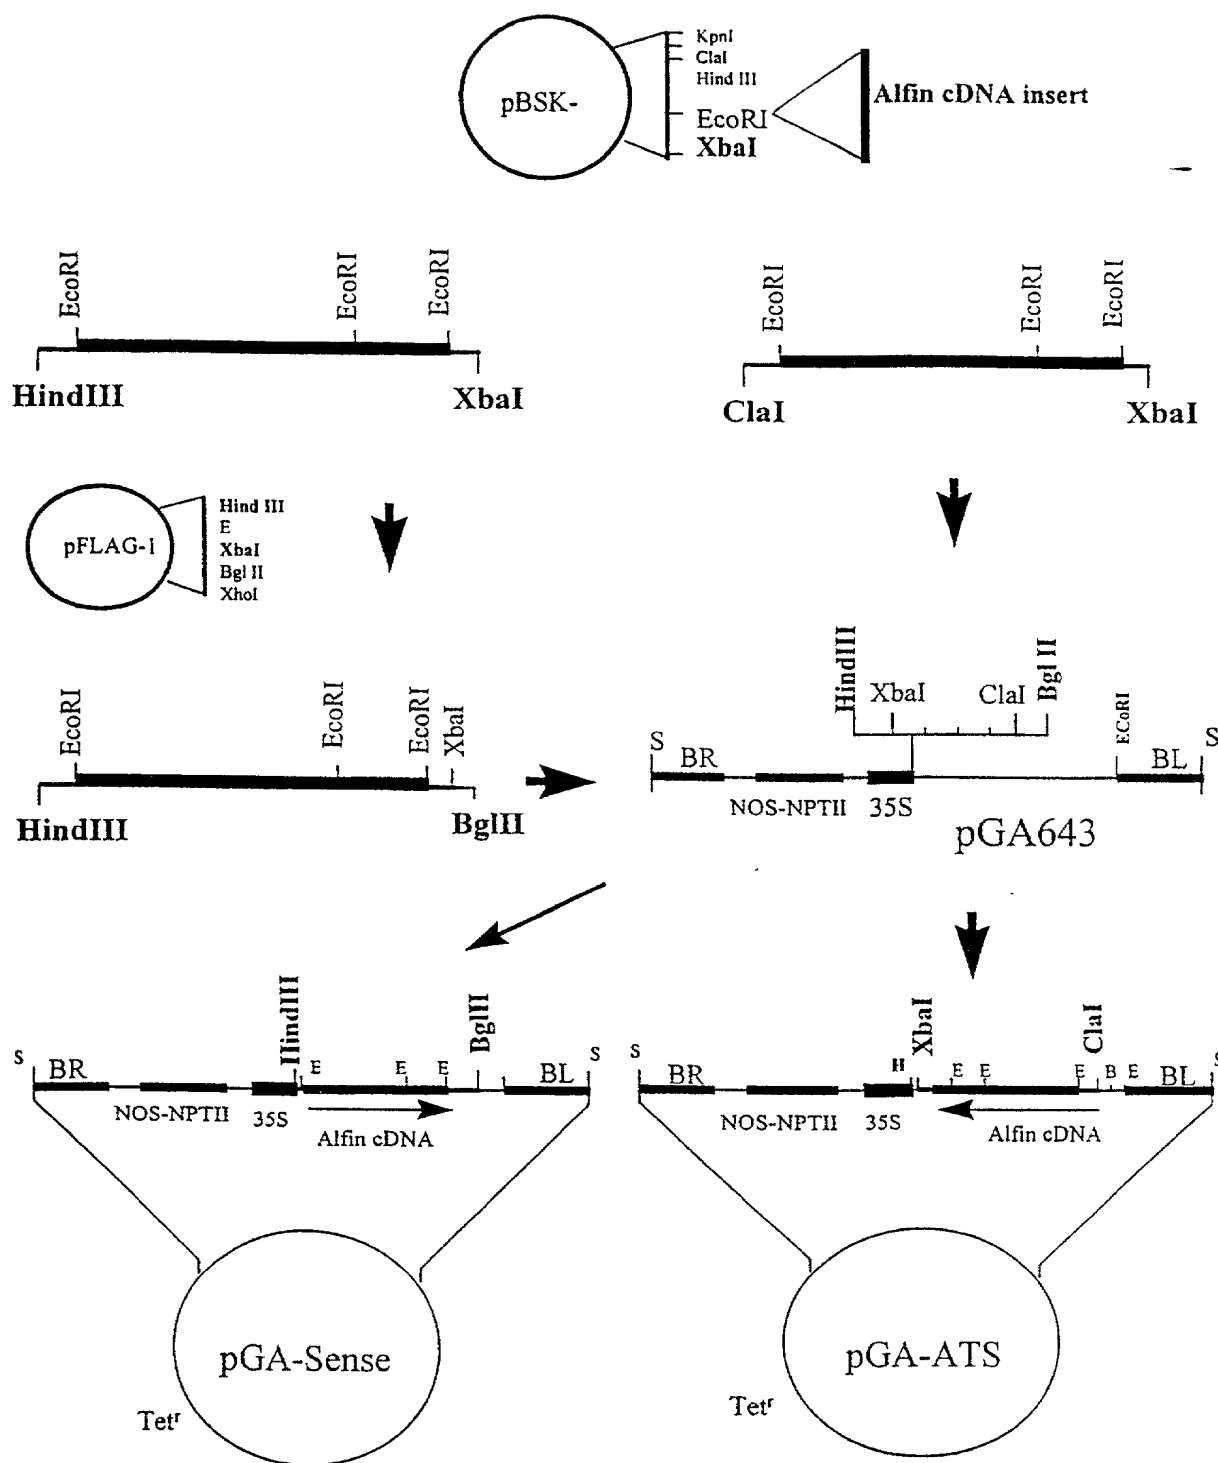 KpnI
ClaI
Hind III
EcoRI
XbaI
pBSK-
Alfin cDNA insert
EcoRI
EcoRI
EcoRI
HindIII
XbaI
EcoRI
EcoRI
EcoRI
ClaI
XbaI
pFLAG-1
Hind III
E
XbaI
Bgl II
XhoI
EcoRI
EcoRI
EcoRI
XbaI
HindIII
BglII
HindIII
XbaI
ClaI
Bgl II
ECoRI
S
BR
BL
S
NOS-NPTII
35S
pGA643
HindIII
BglII
S
BR
E
E
E
BL
S
NOS-NPTII
35S
Alfin cDNA
pGA-Sense
Tetr
XbaI
ClaI
S
BR
H
E
E
E
B
E
BL
S
NOS-NPTII
35S
Alfin cDNA
pGA-ATS
Tetr